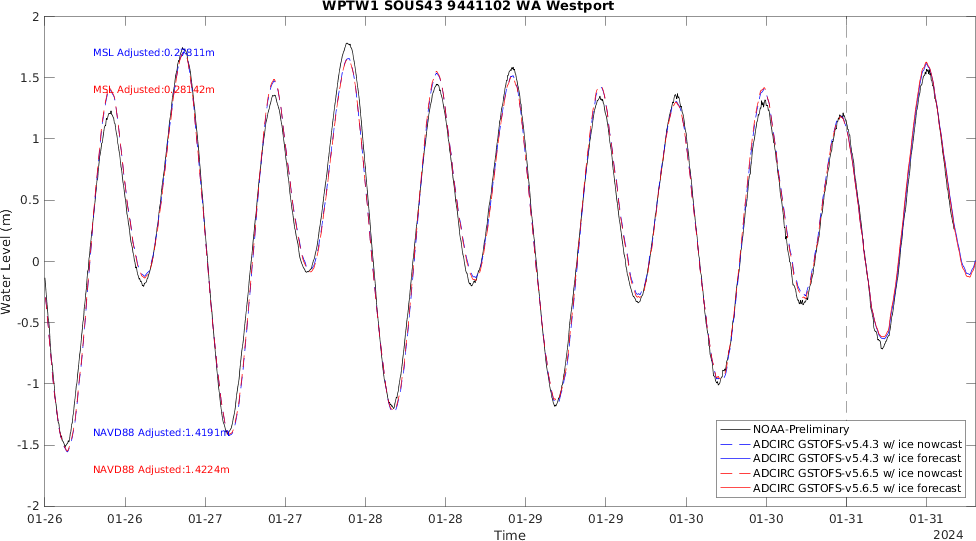 WPTW1 SOUS43 9441102 WA Westport
2
1.5
1
0.5
0
-0.5
-1
-1.5
-2
Water Level (m)
MSL Adjusted:0.27811m
MSL Adjusted:0.28142m
NAVD88 Adjusted:1.4191m
NAVD88 Adjusted:1.4224m
NOAA-Preliminary
ADCIRC GSTOFS-v5.4.3 w/ ice nowcast
ADCIRC GSTOFS-v5.4.3 w/ ice forecast
ADCIRC GSTOFS-v5.6.5 w/ ice nowcast
ADCIRC GSTOFS-v5.6.5 w/ ice forecast
01-26 01-26 01-27 01-27 01-28 01-28 01-29 01-29 01-30 01-30 01-31 01-31
2024
Time